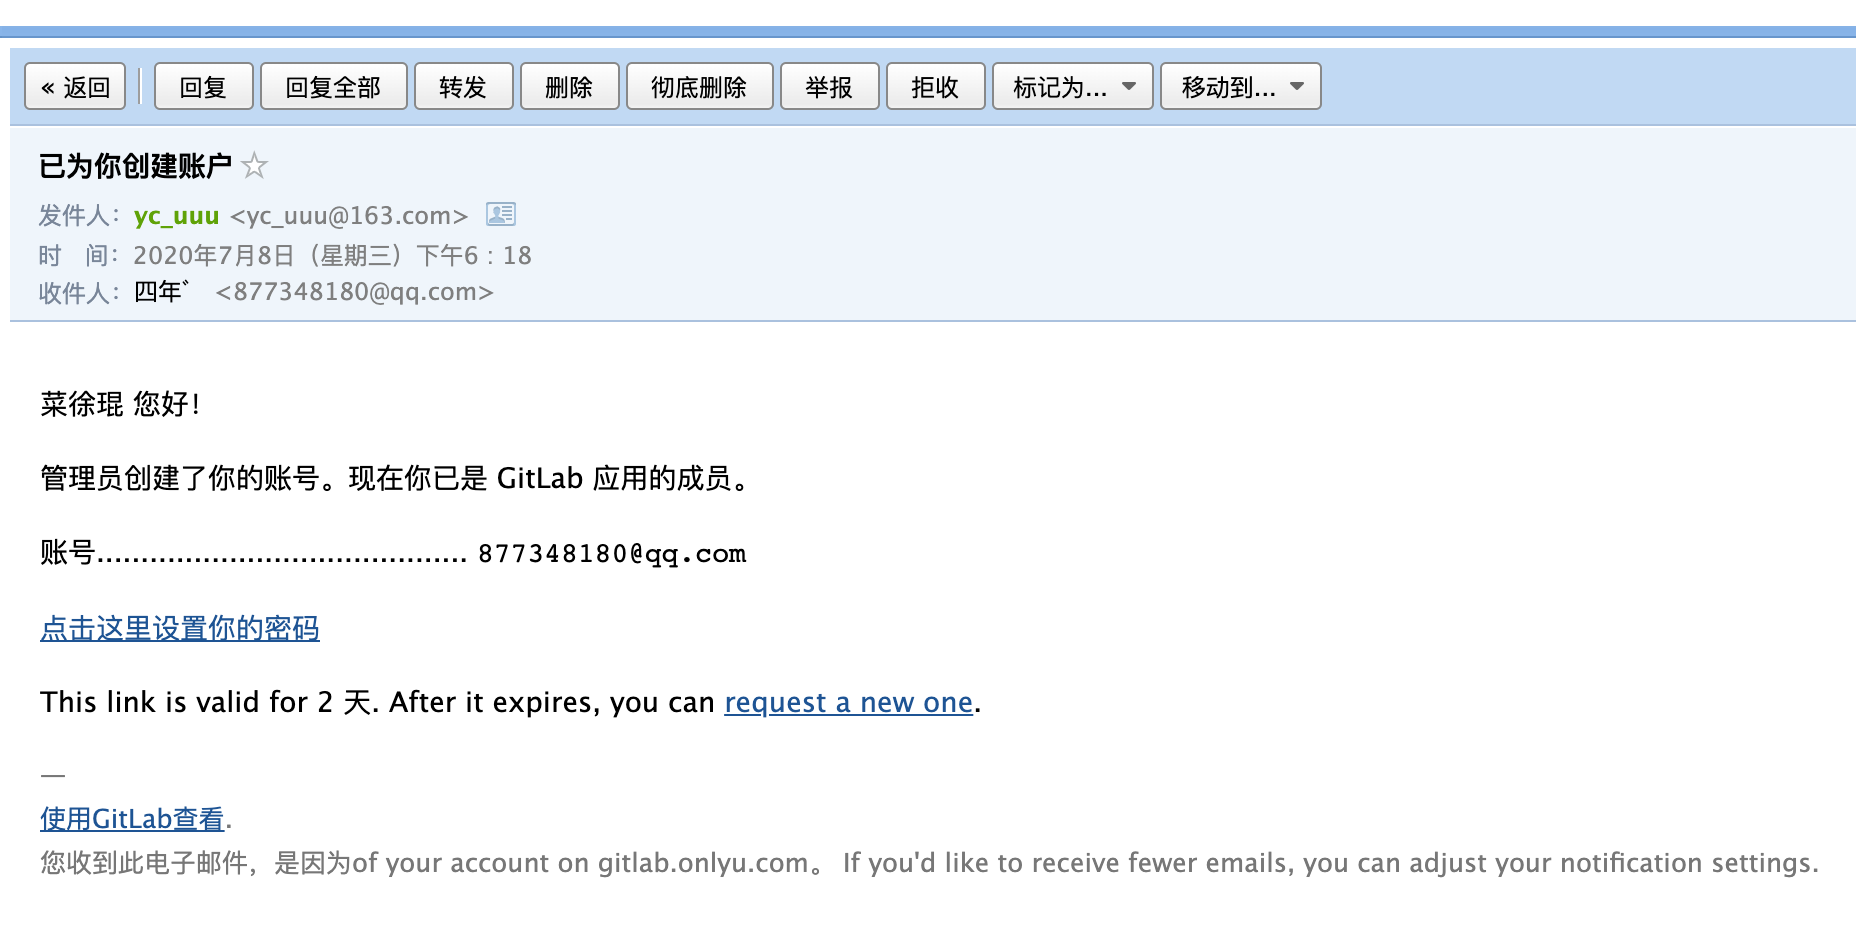 « 返回 回复 回复全部 转发 删除 彻底删除 举报 拒收 标记为... 移动到...
已为你创建账户
发件人： yc_uuu <yc_uuu@163.com>
时 间： 2020年7月8日（星期三）下午6：18
收件人： 四年ﾞ <877348180@qq.com>
菜徐琨 您好！
管理员创建了你的账号。现在你已是 GitLab 应用的成员。
账号.......................................... 877348180@qq.com
点击这里设置你的密码
This link is valid for 2 天. After it expires, you can request a new one.
—
使用GitLab查看.
您收到此电子邮件，是因为of your account on gitlab.onlyu.com。 If you'd like to receive fewer emails, you can adjust your notification settings.